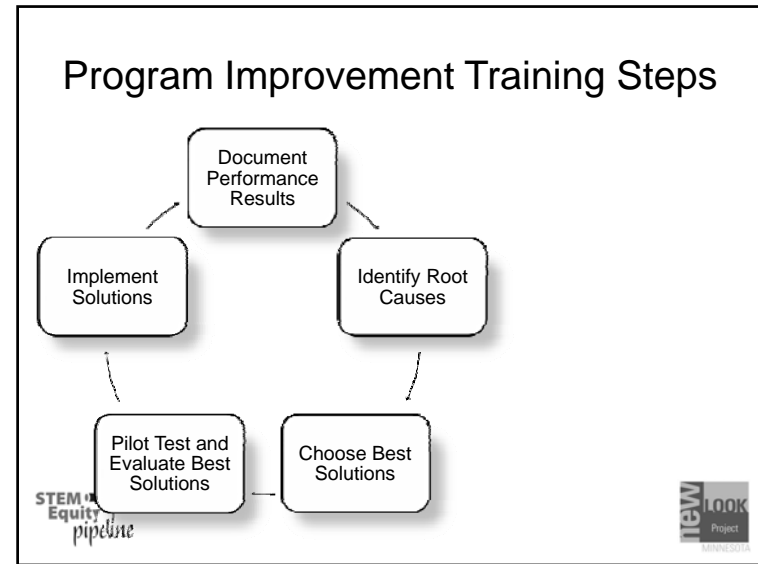 Program Improvement Training Steps
Document
Performance
Results
Identify Root
Causes
Choose Best
Solutions
Pilot Test and
Evaluate Best
Solutions
Implement
Solutions
STEM
Equity
pipeline
new
LOOK
Project
MINNESOTA